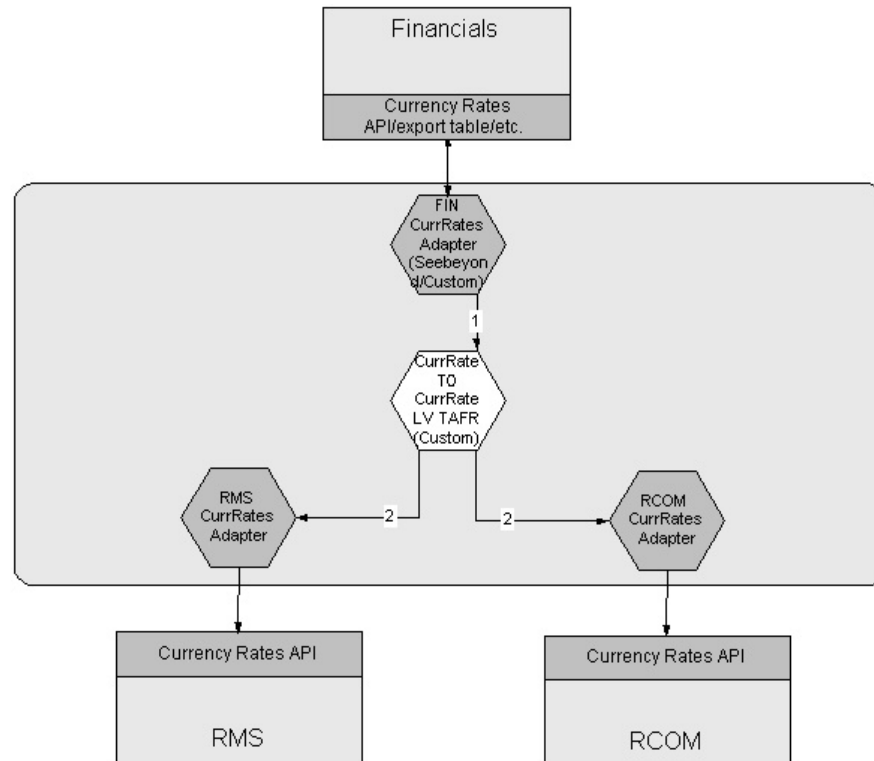 Financials
Currency Rates
API/export table/etc.
FIN
CurrRates
Adapter
(Seebeyon
d/Custom)
1
CurrRate
TO
CurrRate
LV TAFR
(Custom)
2
2
RMS
CurrRates
Adapter
RCOM
CurrRates
Adapter
Currency Rates API
RMS
Currency Rates API
RCOM